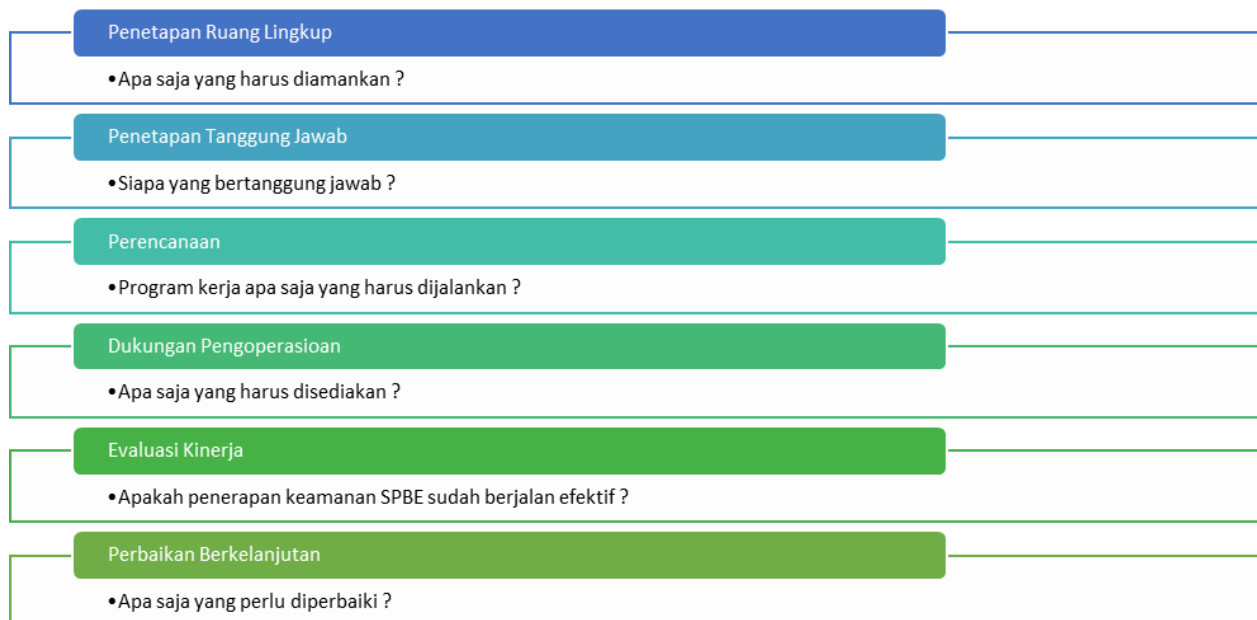 Penetapan Ruang Lingkup
•Apa saja yang harus diamankan ?
Penetapan Tanggung Jawab
•Siapa yang bertanggung jawab ?
Perencanaan
•Program kerja apa saja yang harus dijalankan ?
Dukungan Pengoperasioan
•Apa saja yang harus disediakan ?
Evaluasi Kinerja
•Apakah penerapan keamanan SPBE sudah berjalan efektif ?
Perbaikan Berkelanjutan
•Apa saja yang perlu diperbaiki ?